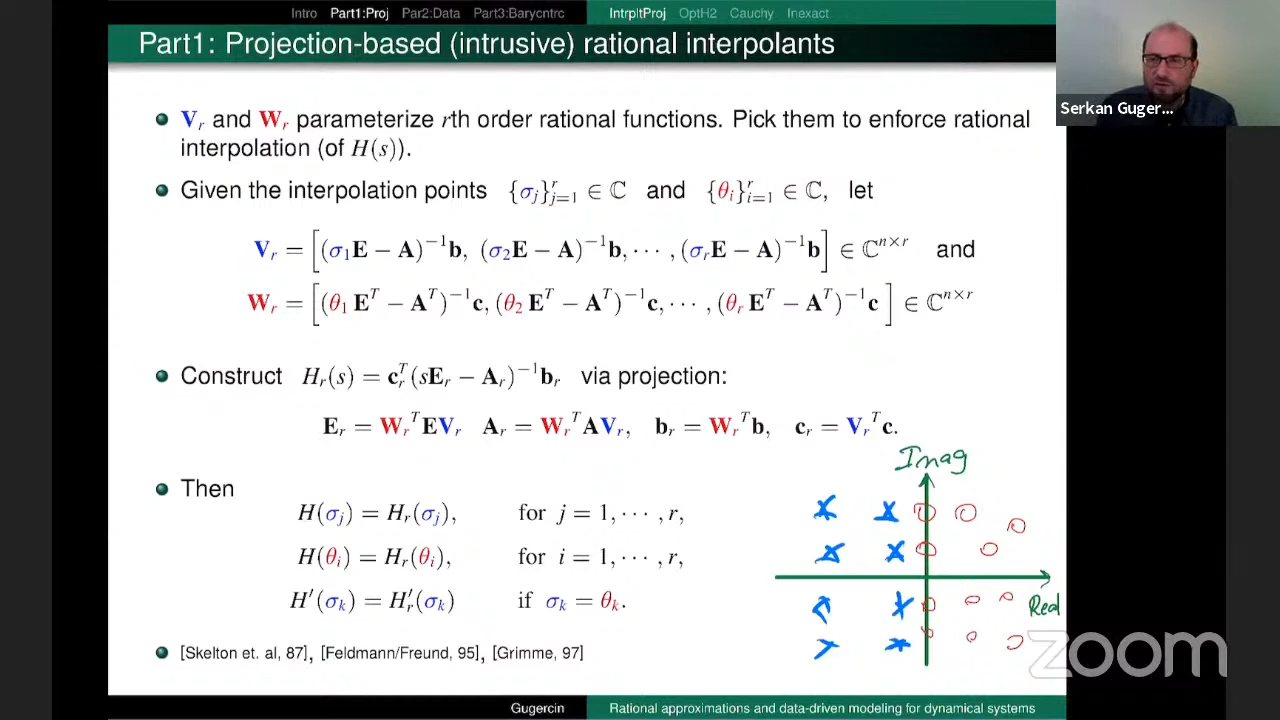 Intro Part1:Proj Par2:Data Part3:Barycntrc IntrpltProj OptH2 Cauchy Inexact
Part1: Projection-based (intrusive) rational interpolants
Serkan Guger...
V_r and W_r parameterize rth order rational functions. Pick them to enforce rational
interpolation (of H(s)).
Given the interpolation points {σ_j}_{j=1}^r ∈ ℂ and {θ_i}_{i=1}^r ∈ ℂ, let
V_r = [(σ_1E − A)^{−1}b, (σ_2E − A)^{−1}b, ⋯ , (σ_rE − A)^{−1}b] ∈ ℂ^{n×r} and
W_r = [(θ_1 E^T − A^T)^{−1}c, (θ_2 E^T − A^T)^{−1}c, ⋯ , (θ_r E^T − A^T)^{−1}c ] ∈ ℂ^{n×r}
Construct H_r(s) = c_r^T(sE_r − A_r)^{−1}b_r via projection:
E_r = W_r^T EV_r A_r = W_r^T AV_r, b_r = W_r^T b, c_r = V_r^T c.
Then
H(σ_j) = H_r(σ_j), for j = 1, ⋯ , r,
H(θ_i) = H_r(θ_i), for i = 1, ⋯ , r,
H′(σ_k) = H′_r(σ_k) if σ_k = θ_k.
Imag
Real
[Skelton et. al, 87], [Feldmann/Freund, 95], [Grimme, 97]
zoom
Gugercin Rational approximations and data-driven modeling for dynamical systems